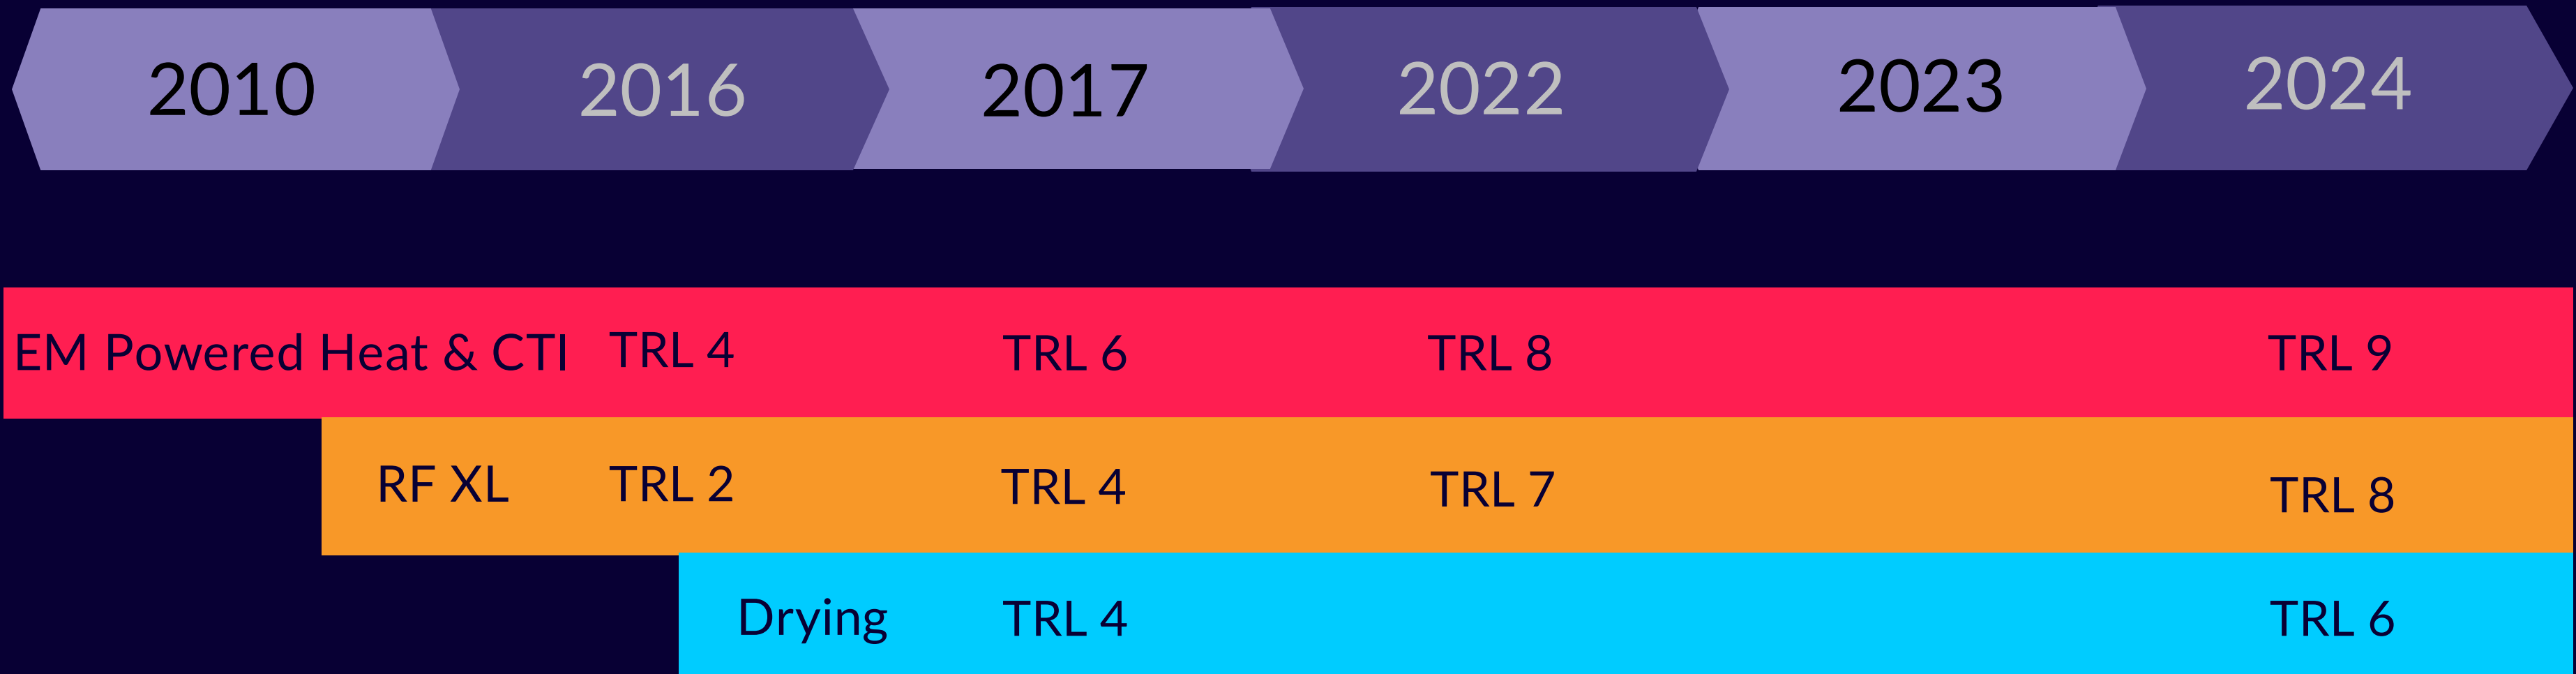 2010 2016 2017 2022 2023 2024
EM Powered Heat & CTI TRL 4 TRL 6 TRL 8 TRL 9
RF XL TRL 2 TRL 4 TRL 7 TRL 8
Drying TRL 4 TRL 6